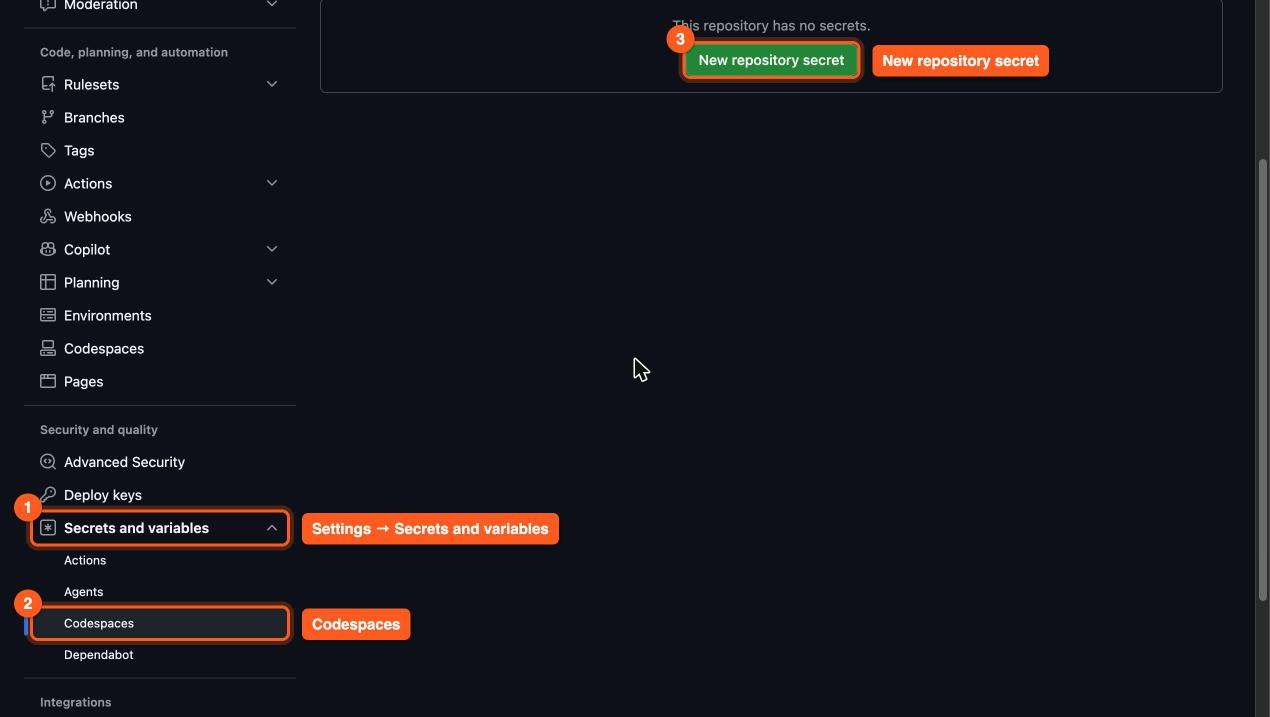 Moderation
Code, planning, and automation
Rulesets
Branches
Tags
Actions
Webhooks
Copilot
Planning
Environments
Codespaces
Pages
Security and quality
Advanced Security
Deploy keys
1
Secrets and variables
Settings → Secrets and variables
Actions
Agents
2
Codespaces
Codespaces
Dependabot
Integrations
This repository has no secrets.
3
New repository secret
New repository secret